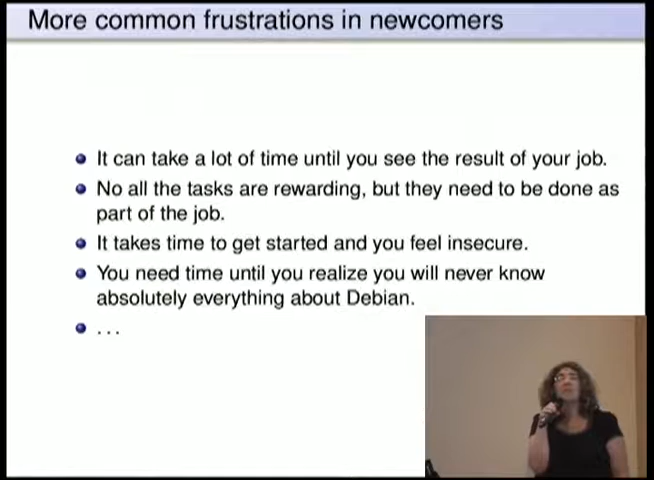 More common frustrations in newcomers
It can take a lot of time until you see the result of your job.
No all the tasks are rewarding, but they need to be done as
part of the job.
It takes time to get started and you feel insecure.
You need time until you realize you will never know
absolutely everything about Debian.
...